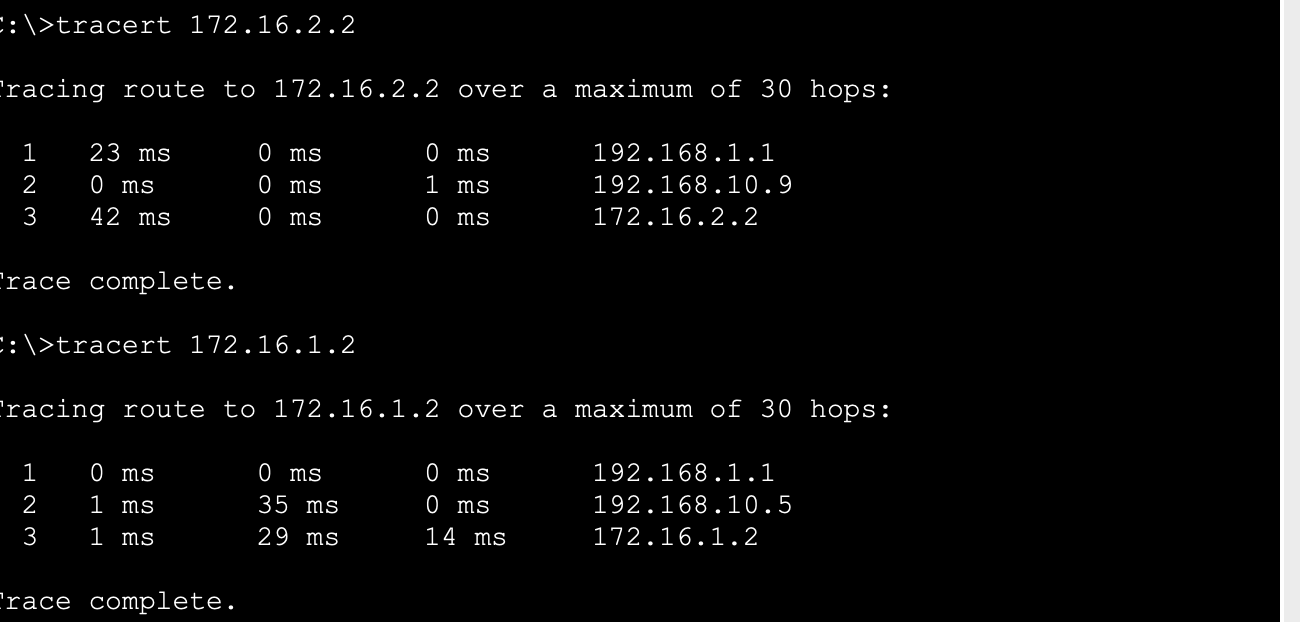 C:\>tracert 172.16.2.2
Tracing route to 172.16.2.2 over a maximum of 30 hops:
1 23 ms 0 ms 0 ms 192.168.1.1
2 0 ms 0 ms 1 ms 192.168.10.9
3 42 ms 0 ms 0 ms 172.16.2.2
Trace complete.
C:\>tracert 172.16.1.2
Tracing route to 172.16.1.2 over a maximum of 30 hops:
1 0 ms 0 ms 0 ms 192.168.1.1
2 1 ms 35 ms 0 ms 192.168.10.5
3 1 ms 29 ms 14 ms 172.16.1.2
Trace complete.